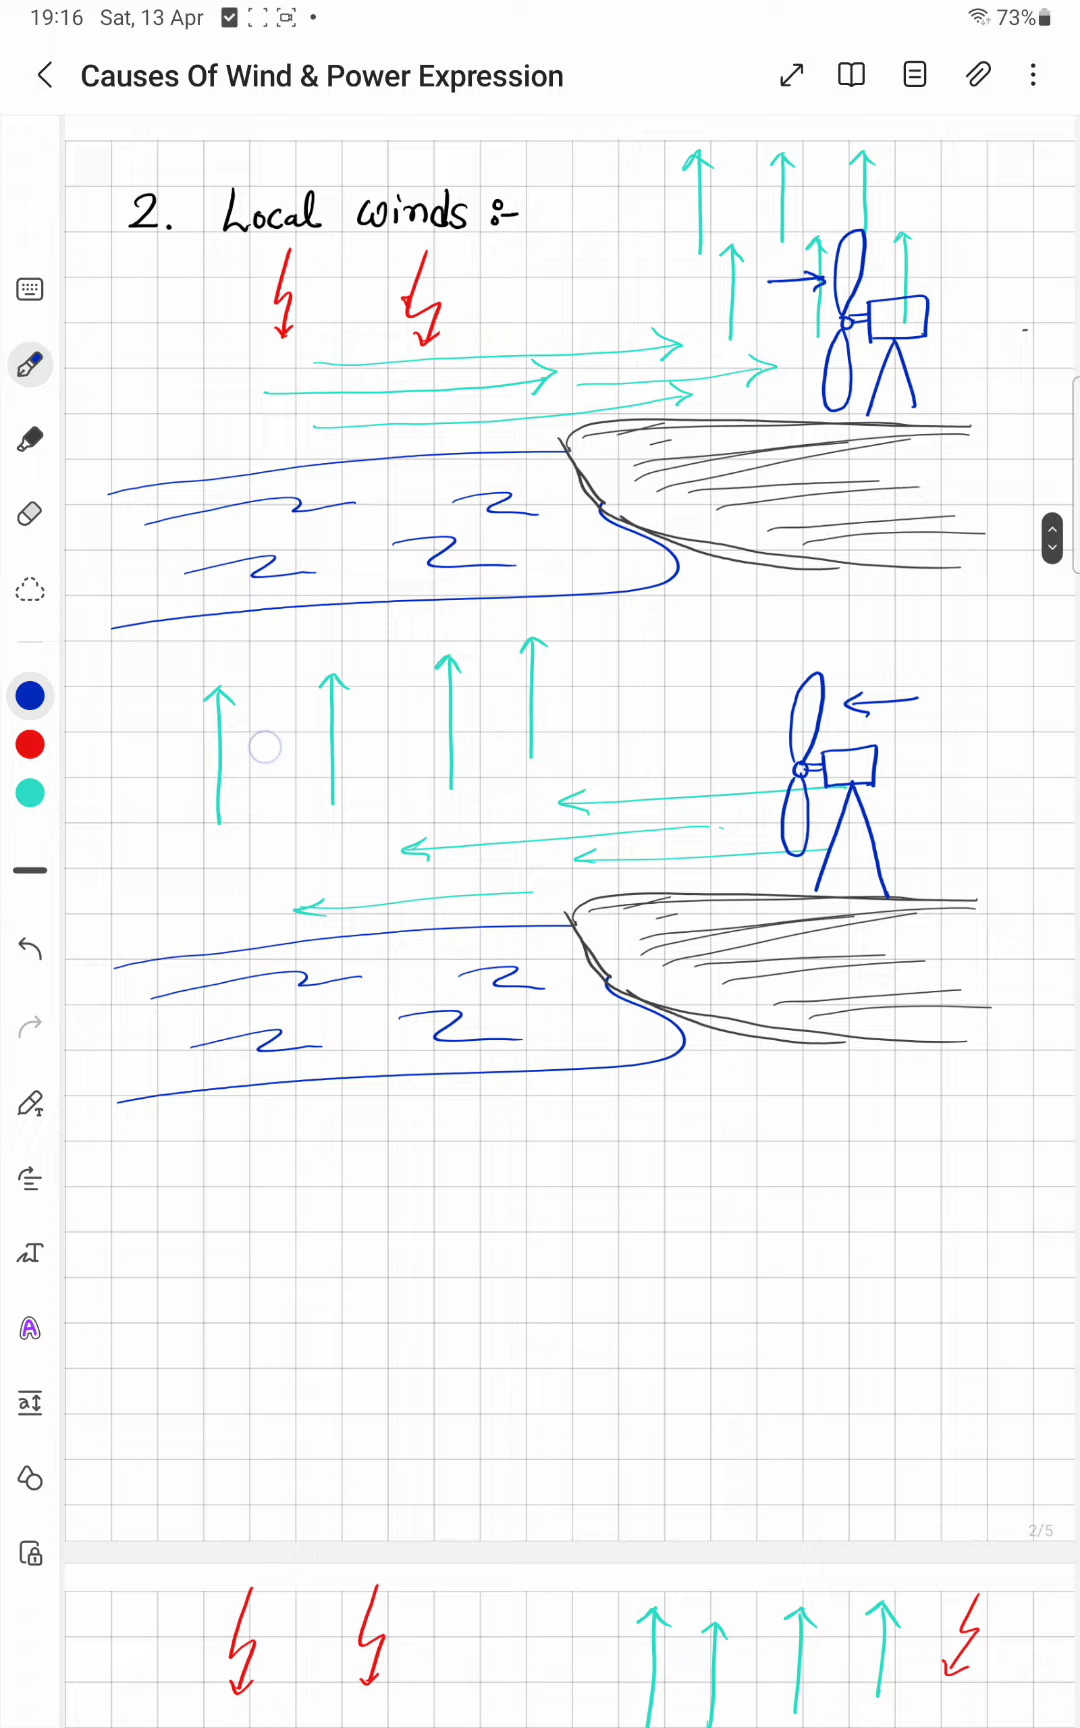 19:16 Sat, 13 Apr
73%
Causes Of Wind & Power Expression
2. Local winds :-
2/5